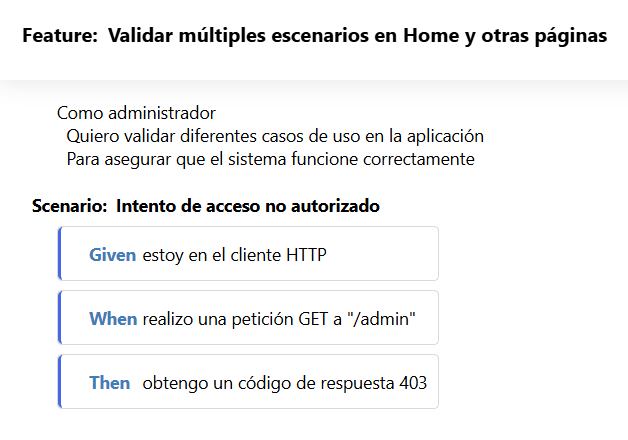 Feature: Validar múltiples escenarios en Home y otras páginas
Como administrador
Quiero validar diferentes casos de uso en la aplicación
Para asegurar que el sistema funcione correctamente
Scenario: Intento de acceso no autorizado
Given estoy en el cliente HTTP
When realizo una petición GET a "/admin"
Then obtengo un código de respuesta 403